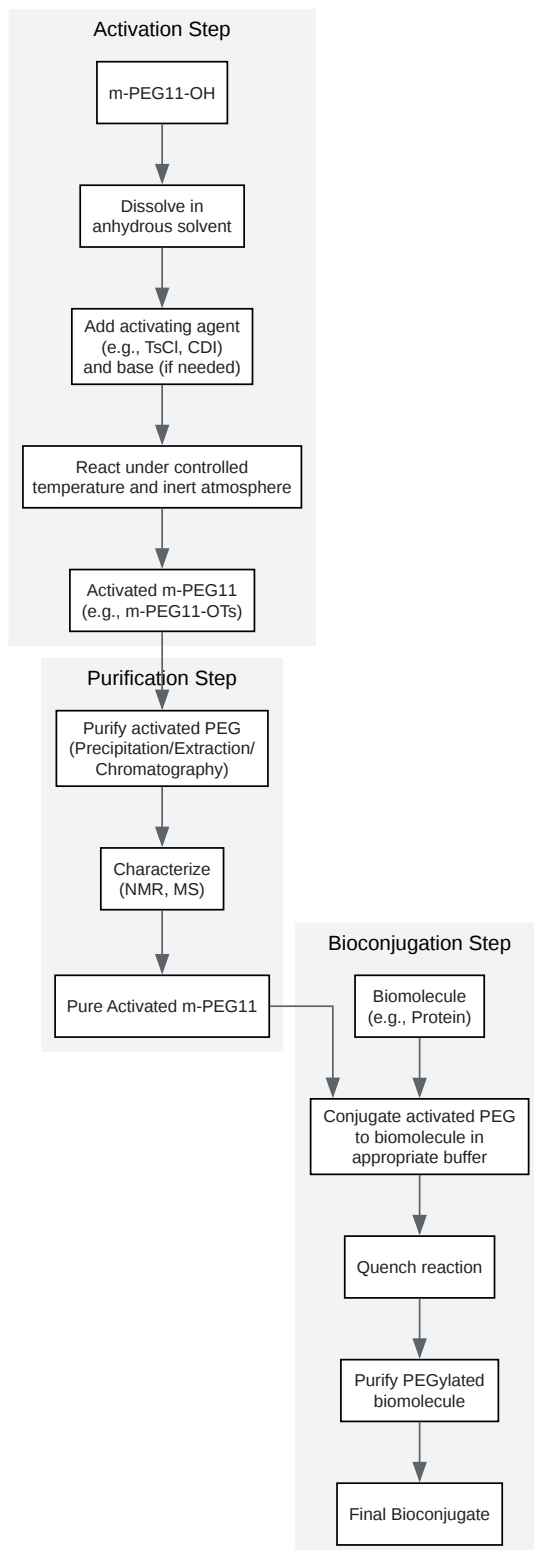 Activation Step
m-PEG11-OH
Dissolve in
anhydrous solvent
Add activating agent
(e.g., TsCl, CDI)
and base (if needed)
React under controlled
temperature and inert atmosphere
Activated m-PEG11
(e.g., m-PEG11-OTs)
Purification Step
Purify activated PEG
(Precipitation/Extraction/
Chromatography)
Characterize
(NMR, MS)
Pure Activated m-PEG11
Bioconjugation Step
Biomolecule
(e.g., Protein)
Conjugate activated PEG
to biomolecule in
appropriate buffer
Quench reaction
Purify PEGylated
biomolecule
Final Bioconjugate